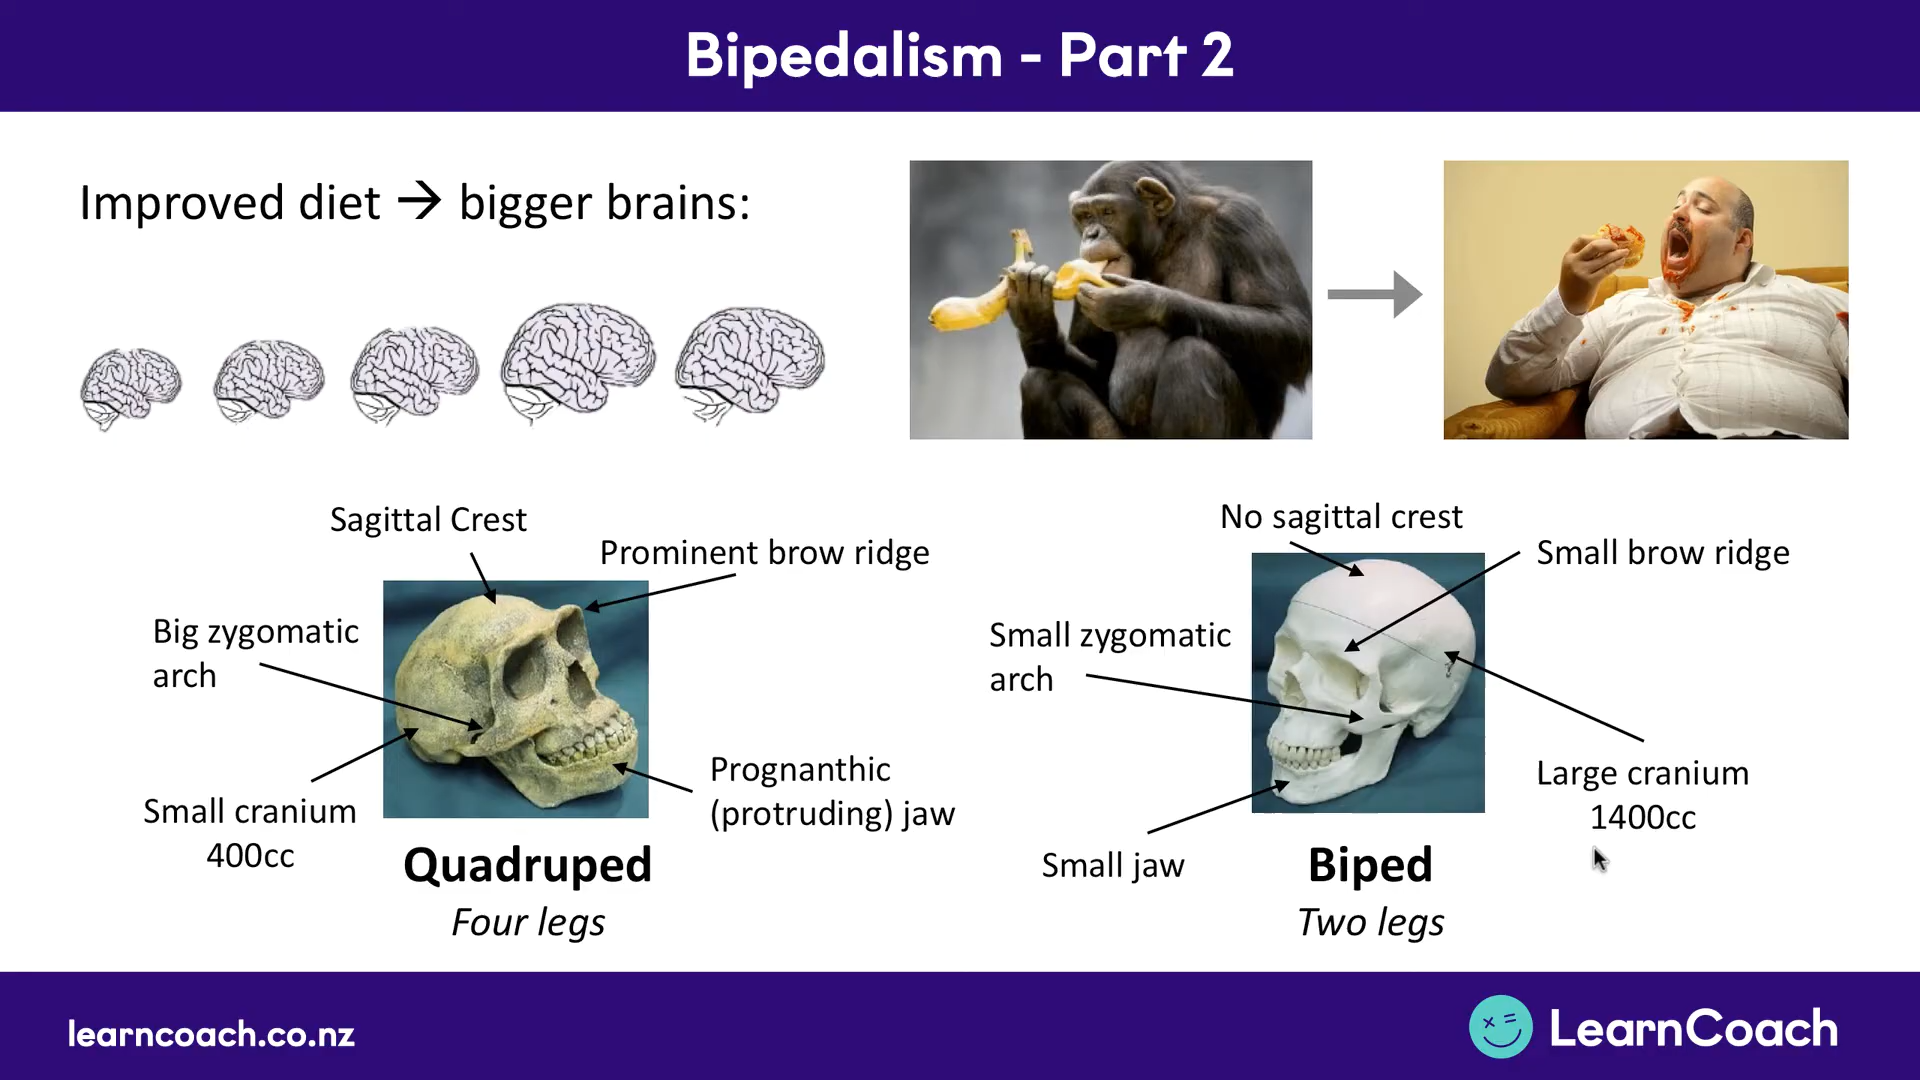 Bipedalism - Part 2
Improved diet → bigger brains:
Sagittal Crest
Prominent brow ridge
Big zygomatic
arch
Small cranium
400cc
Prognanthic
(protruding) jaw
Quadruped
Four legs
No sagittal crest
Small brow ridge
Small zygomatic
arch
Large cranium
1400cc
Small jaw
Biped
Two legs
learncoach.co.nz
LearnCoach